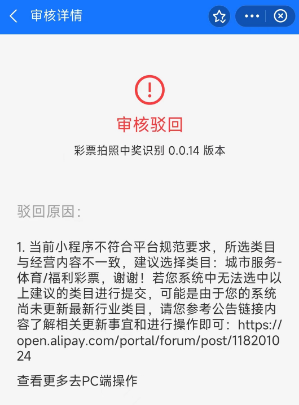 审核详情
审核驳回
彩票拍照中奖识别 0.0.14 版本
驳回原因：
1. 当前小程序不符合平台规范要求，所选类目
与经营内容不一致，建议选择类目：城市服务-
体育/福利彩票，谢谢！若您系统中无法选中以
上建议的类目进行提交，可能是由于您的系统
尚未更新最新行业类目，请您参考公告链接内
容了解相关更新事宜和进行操作即可：https://
open.alipay.com/portal/forum/post/1182010
24
查看更多去PC端操作